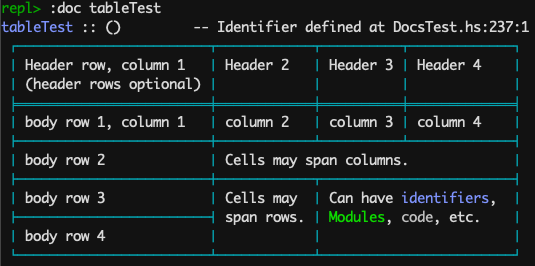 repl> :doc tableTest
tableTest :: () -- Identifier defined at DocsTest.hs:237:1
Header row, column 1 Header 2 Header 3 Header 4
(header rows optional)
body row 1, column 1 column 2 column 3 column 4
body row 2 Cells may span columns.
body row 3 Cells may Can have identifiers,
span rows. Modules, code, etc.
body row 4